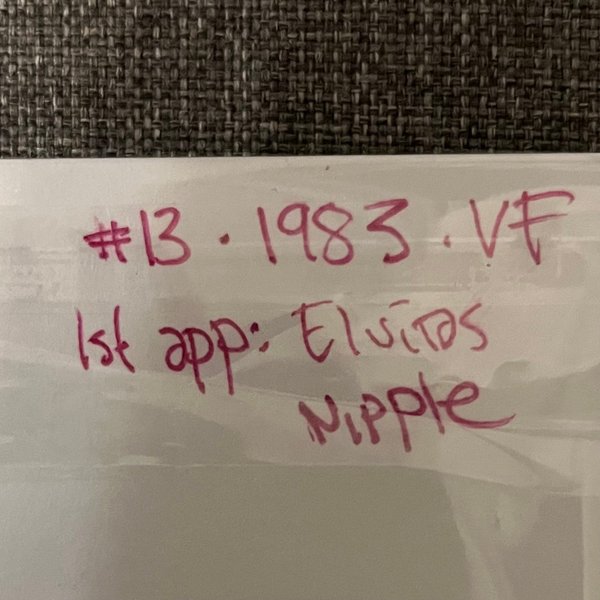 #13 · 1983 · VF
1st app: Elviras
Nipple